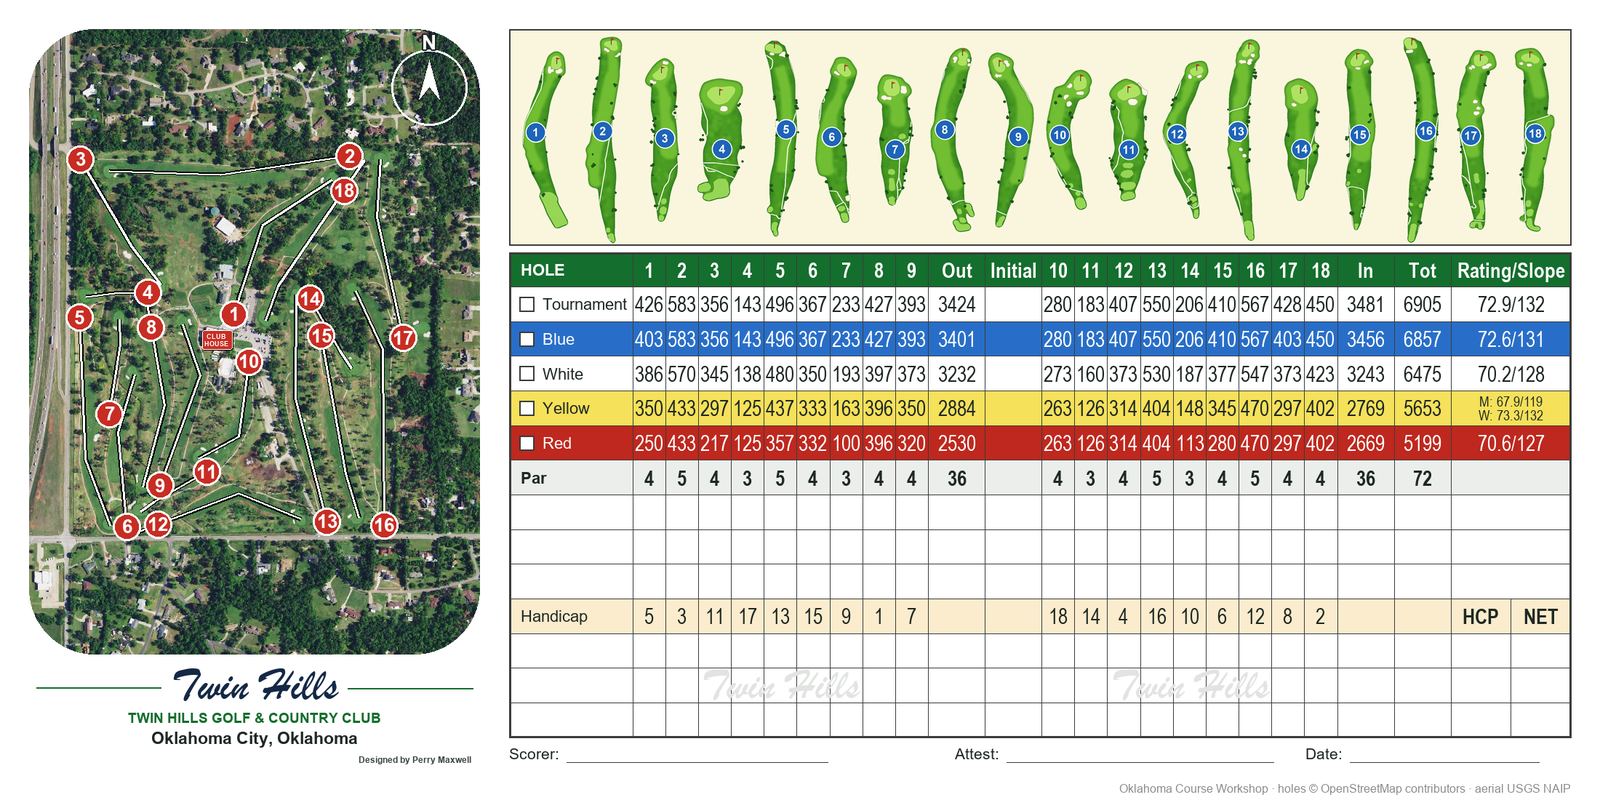 N
3
2
18
4
5
8
1
14
15
17
CLUB
HOUSE
10
7
11
9
6
12
13
16
Twin Hills
TWIN HILLS GOLF & COUNTRY CLUB
Oklahoma City, Oklahoma
Designed by Perry Maxwell
1 2 3 4 5 6 7 8 9 10 11 12 13 14 15 16 17 18
HOLE 1 2 3 4 5 6 7 8 9 Out Initial 10 11 12 13 14 15 16 17 18 In Tot Rating/Slope
Tournament 426 583 356 143 496 367 233 427 393 3424 280 183 407 550 206 410 567 428 450 3481 6905 72.9/132
Blue 403 583 356 143 496 367 233 427 393 3401 280 183 407 550 206 410 567 403 450 3456 6857 72.6/131
White 386 570 345 138 480 350 193 397 373 3232 273 160 373 530 187 377 547 373 423 3243 6475 70.2/128
Yellow 350 433 297 125 437 333 163 396 350 2884 263 126 314 404 148 345 470 297 402 2769 5653 M: 67.9/119
W: 73.3/132
Red 250 433 217 125 357 332 100 396 320 2530 263 126 314 404 113 280 470 297 402 2669 5199 70.6/127
Par 4 5 4 3 5 4 3 4 4 36 4 3 4 5 3 4 5 4 4 36 72
Handicap 5 3 11 17 13 15 9 1 7 18 14 4 16 10 6 12 8 2 HCP NET
Twin Hills Twin Hills
Scorer: Attest: Date:
Oklahoma Course Workshop · holes © OpenStreetMap contributors · aerial USGS NAIP